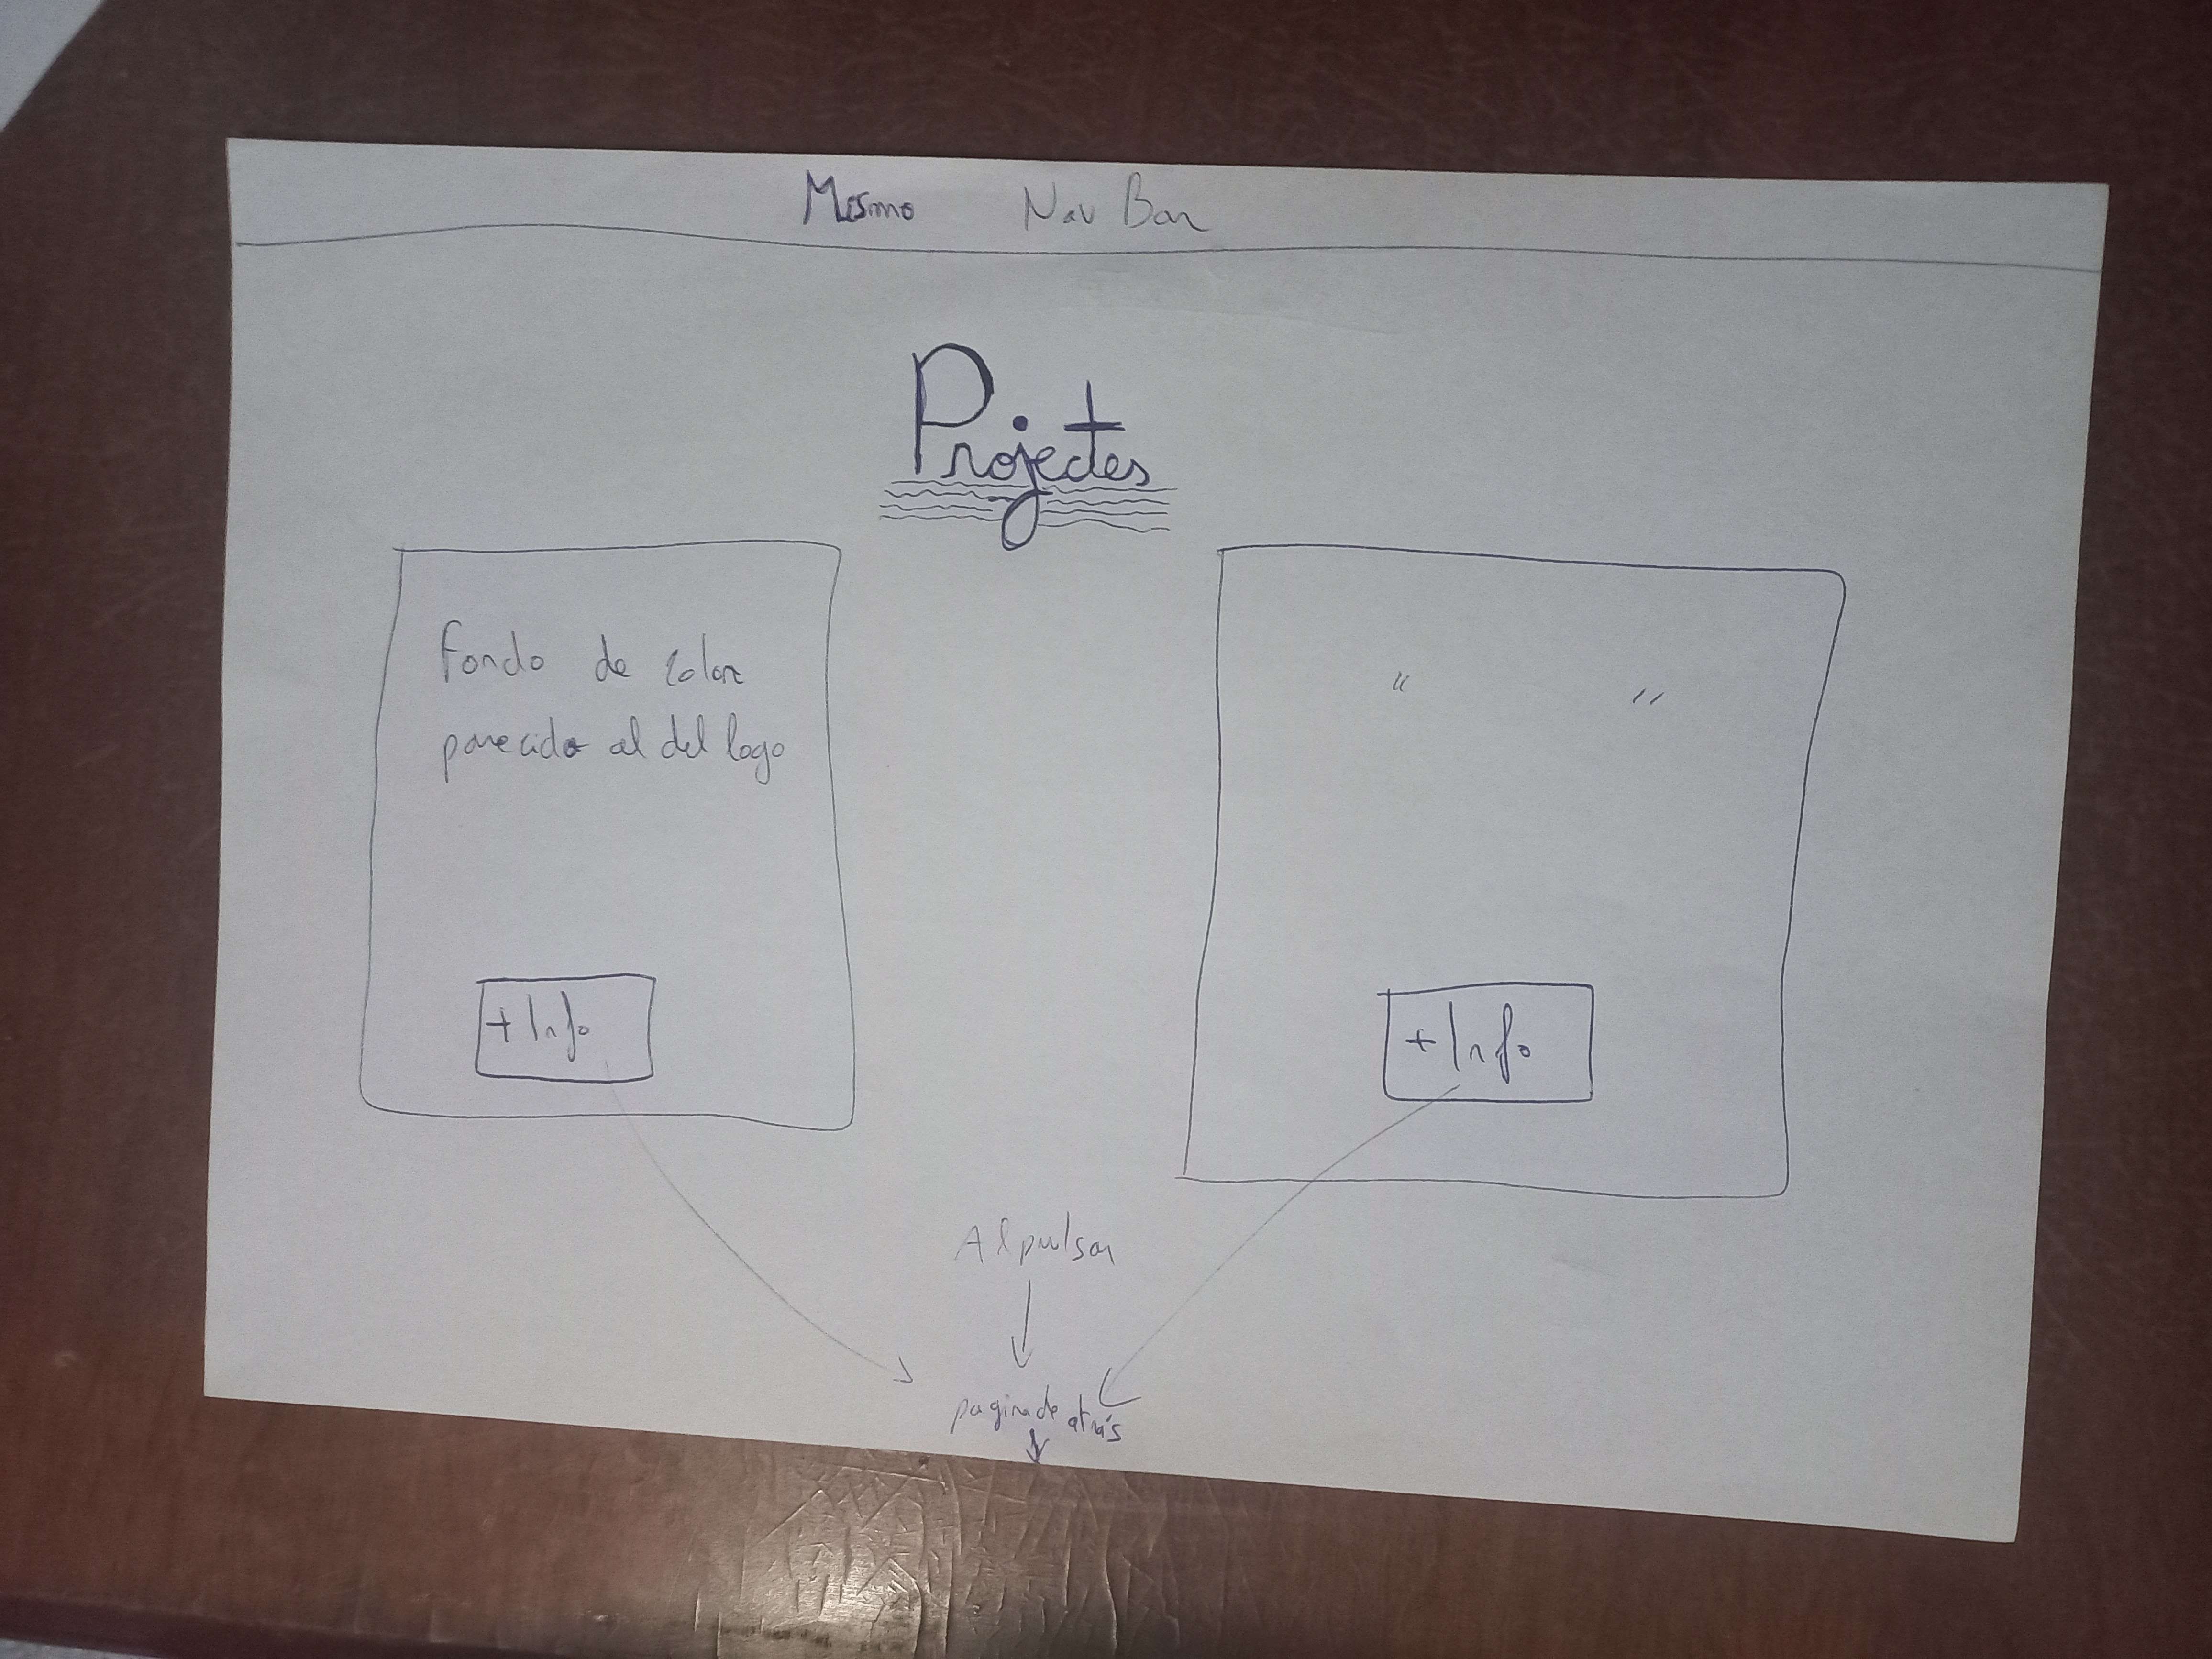 Mismo Nav Bar
Projectes
Fondo de color
parecido al del logo
" "
+ Info
+ Info
Al pulsar
pagina de atrás